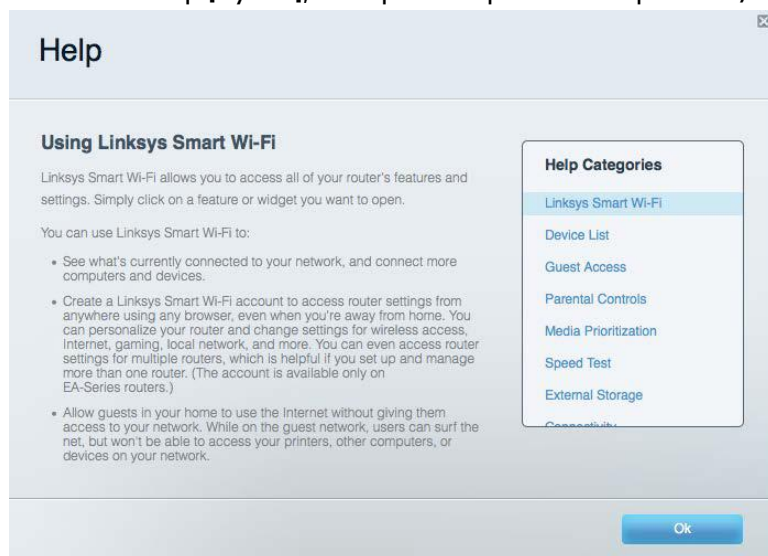 Help
Using Linksys Smart Wi-Fi
Linksys Smart Wi-Fi allows you to access all of your router's features and
settings. Simply click on a feature or widget you want to open.
You can use Linksys Smart Wi-Fi to:
• See what's currently connected to your network, and connect more
computers and devices.
• Create a Linksys Smart Wi-Fi account to access router settings from
anywhere using any browser, even when you're away from home. You
can personalize your router and change settings for wireless access,
Internet, gaming, local network, and more. You can even access router
settings for multiple routers, which is helpful if you set up and manage
more than one router. (The account is available only on
EA-Series routers.)
• Allow guests in your home to use the Internet without giving them
access to your network. While on the guest network, users can surf the
net, but won't be able to access your printers, other computers, or
devices on your network.
Help Categories
Linksys Smart Wi-Fi
Device List
Guest Access
Parental Controls
Media Prioritization
Speed Test
External Storage
Connectivity
Ok